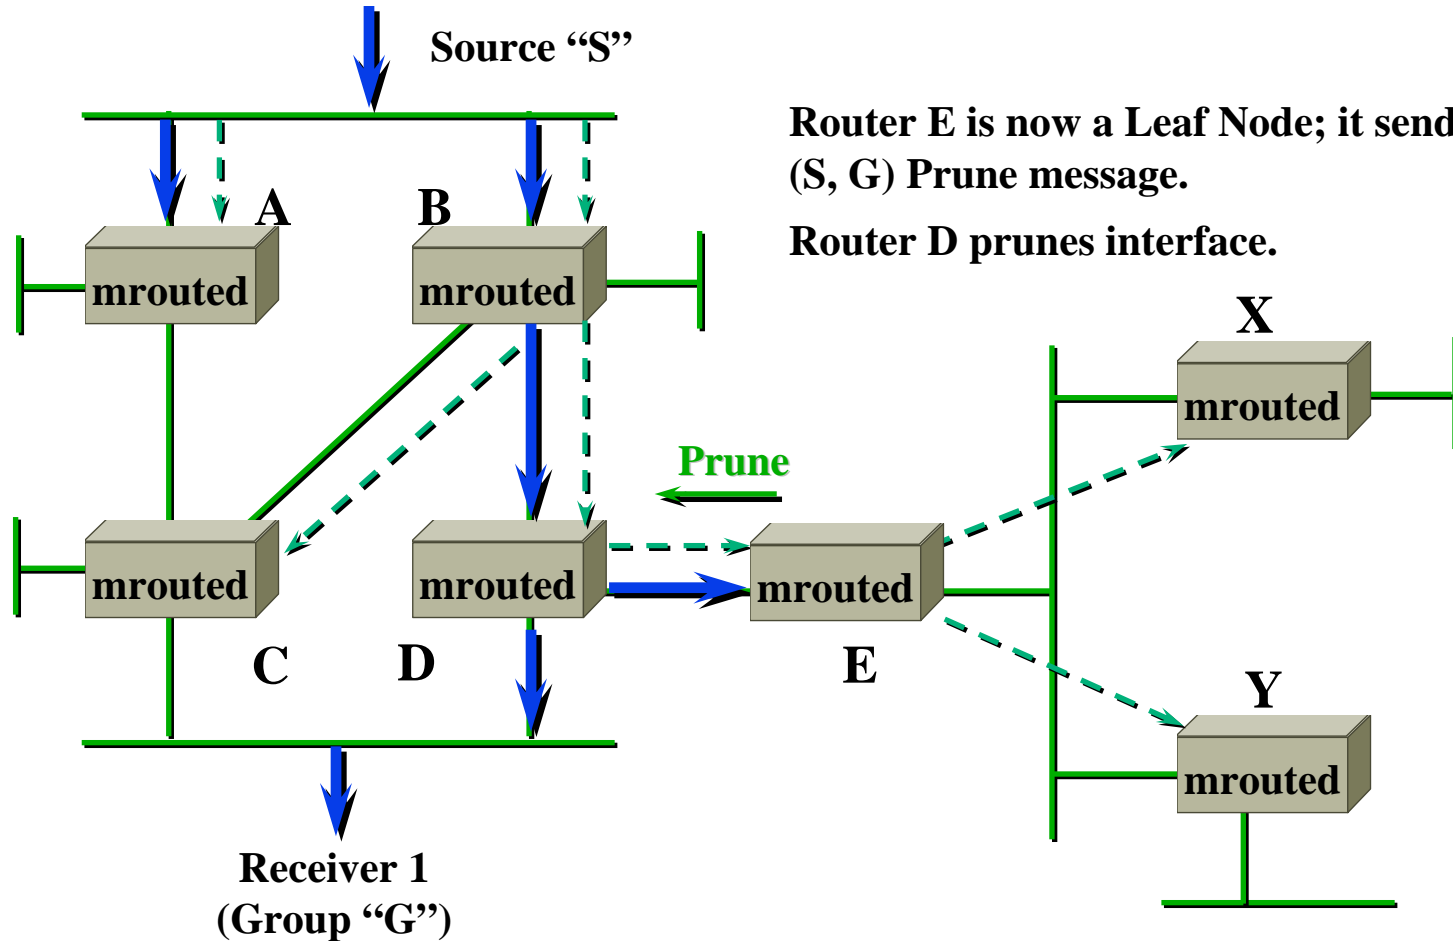 Source “S”
Router E is now a Leaf Node; it send
(S, G) Prune message.
Router D prunes interface.
A
B
mrouted
mrouted
X
mrouted
Prune
mrouted
mrouted
mrouted
C
D
E
Y
mrouted
Receiver 1
(Group “G”)